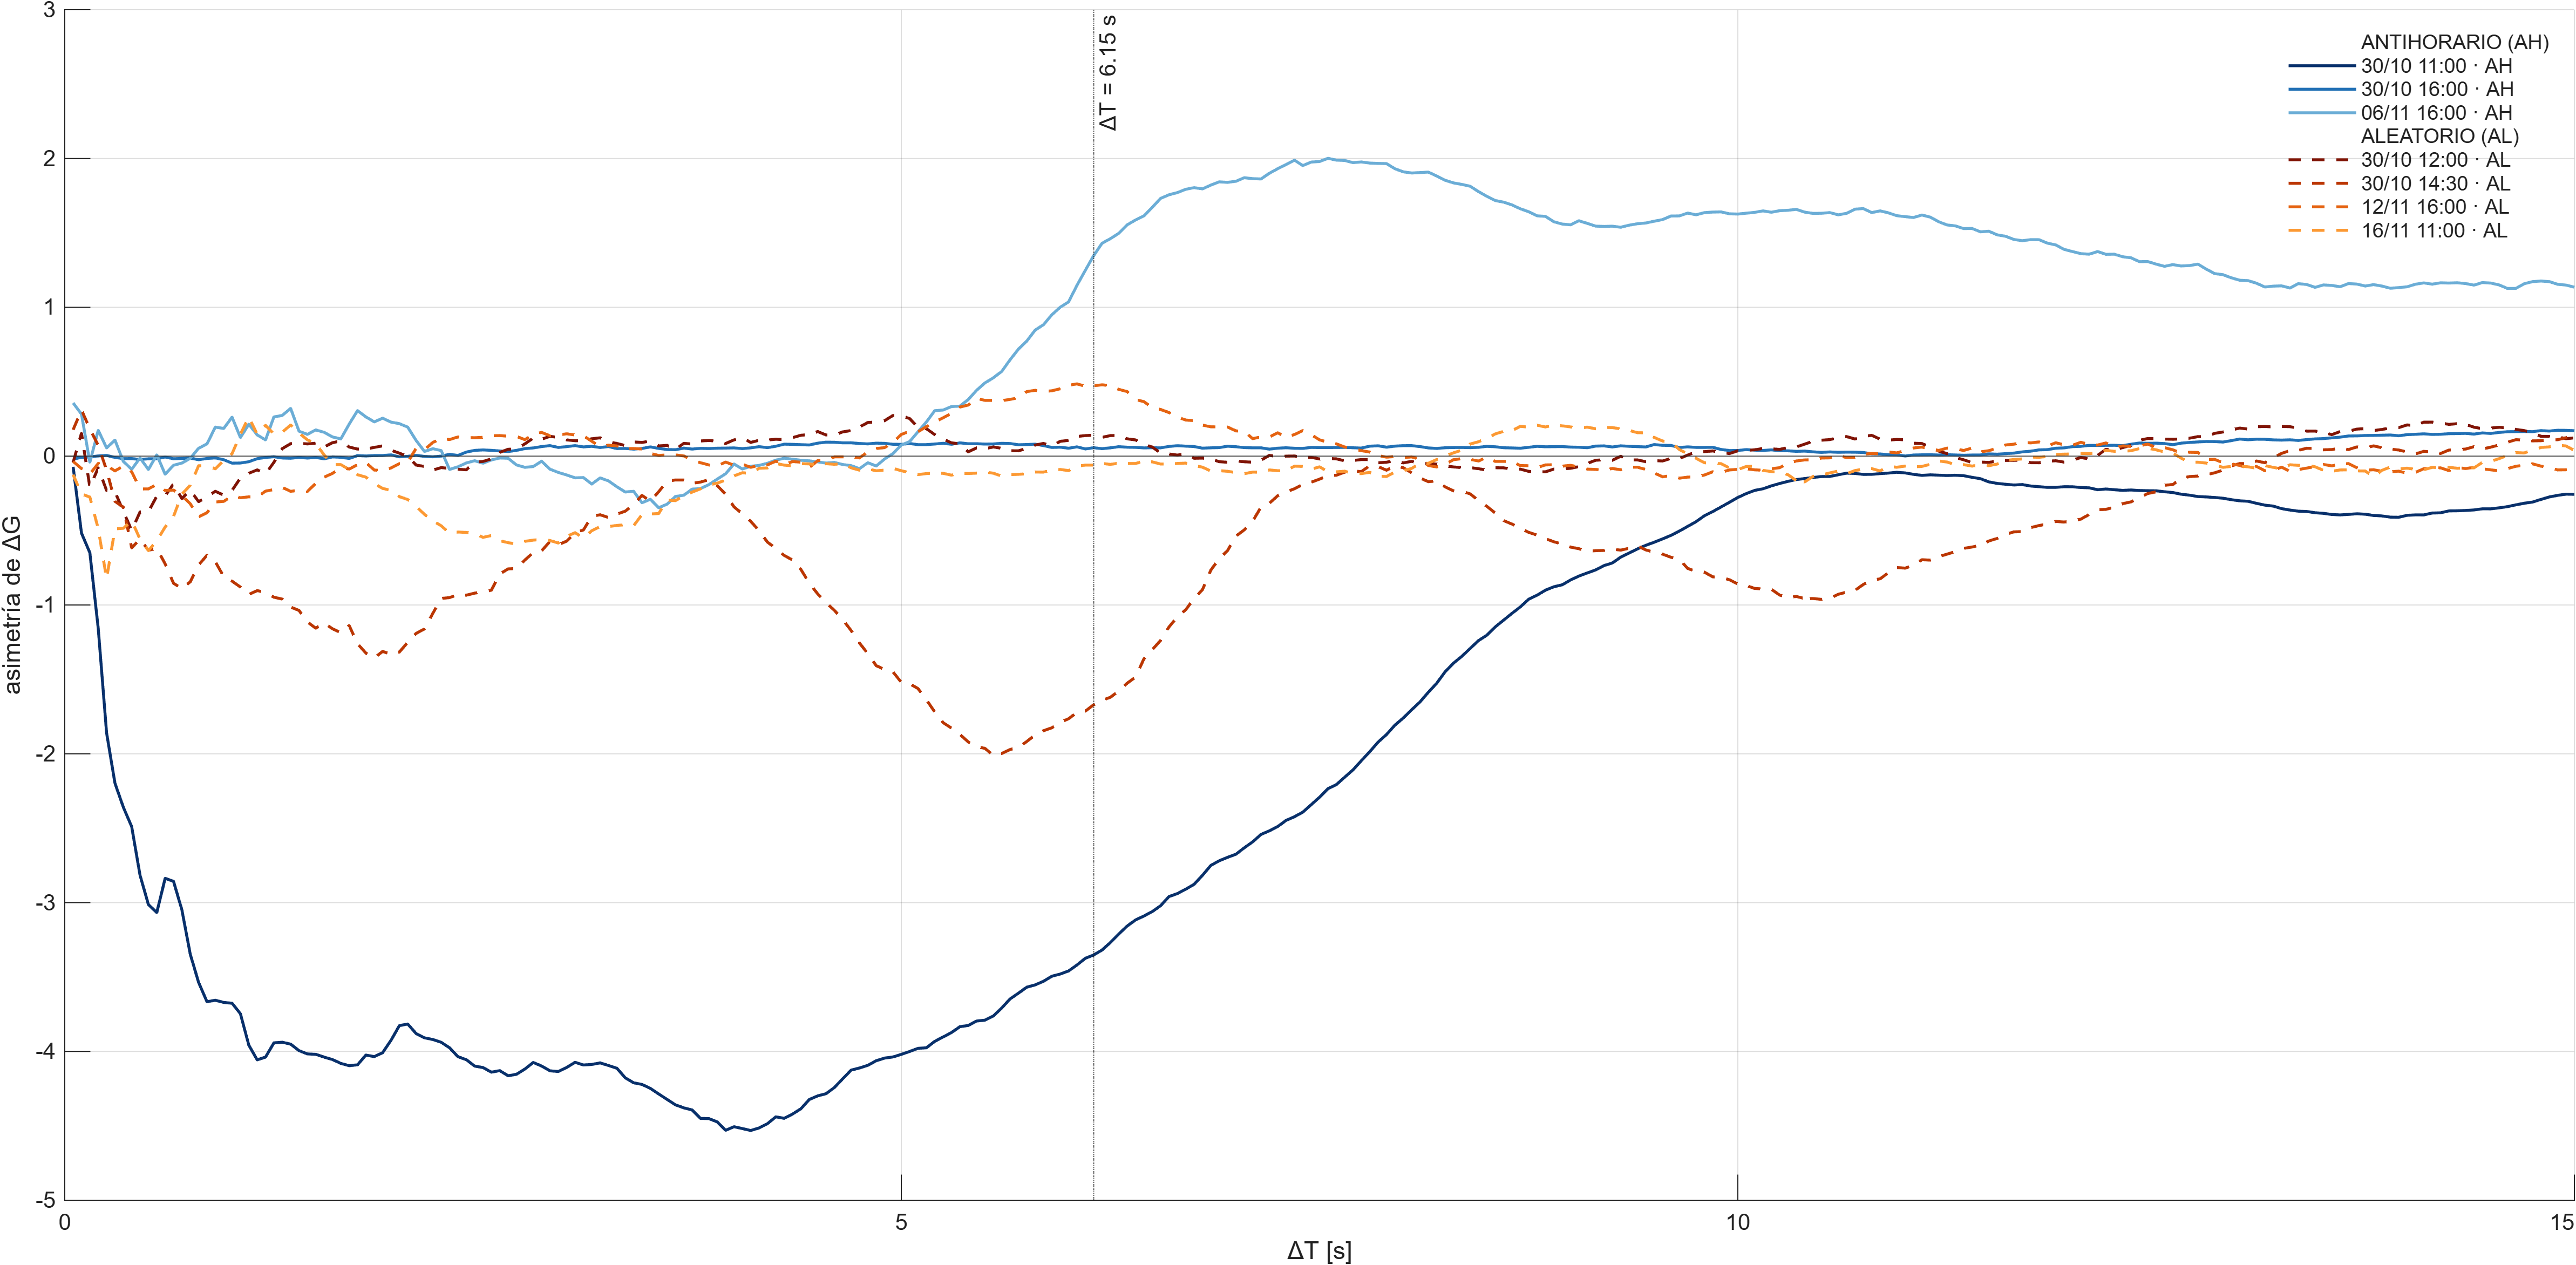 3
2
1
0
-1
-2
-3
-4
-5
asimetría de ΔG
0
5
10
15
ΔT [s]
ΔT = 6.15 s
ANTIHORARIO (AH)
30/10 11:00 · AH
30/10 16:00 · AH
06/11 16:00 · AH
ALEATORIO (AL)
30/10 12:00 · AL
30/10 14:30 · AL
12/11 16:00 · AL
16/11 11:00 · AL